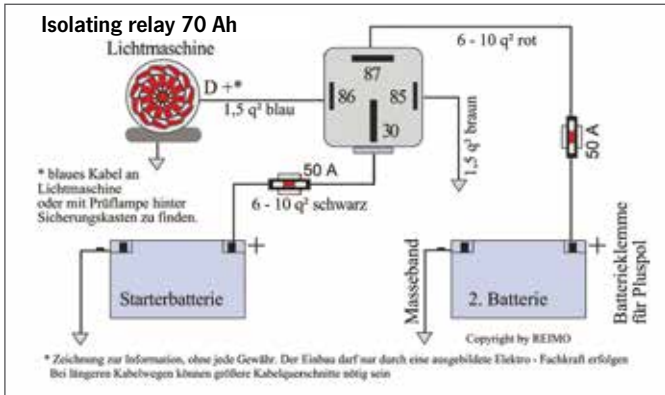 Isolating relay 70 Ah
Lichtmaschine
D +*
1,5 q² blau
86
87
85
30
6 - 10 q² rot
1,5 q² braun
50 A
50 A
6 - 10 q² schwarz
* blaues Kabel an
Lichtmaschine
oder mit Prüflampe hinter
Sicherungskasten zu finden.
- +
Starterbatterie
Masseband
- +
2. Batterie
Batterieklemme
für Pluspol
Copyright by REIMO
* Zeichnung zur Information, ohne jede Gewähr. Der Einbau darf nur durch eine ausgebildete Elektro - Fachkraft erfolgen
Bei längeren Kabelwegen können größere Kabelquerschnitte nötig sein